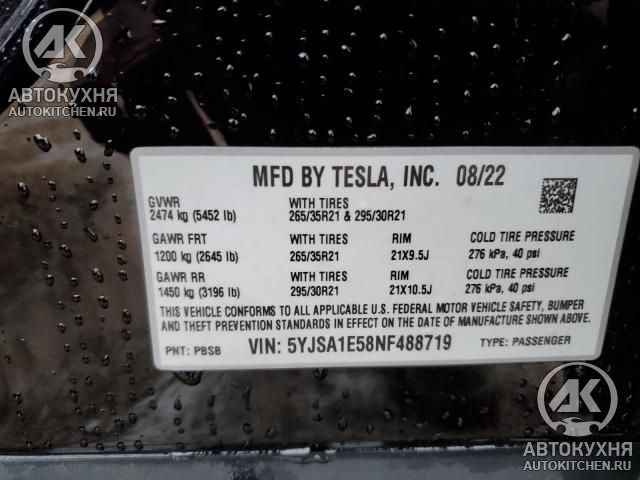 АК
АВТОКУХНЯ
AUTOKITCHEN.RU
MFD BY TESLA, INC. 08/22
GVWR WITH TIRES
2474 kg (5452 lb) 265/35R21 & 295/30R21
GAWR FRT WITH TIRES RIM COLD TIRE PRESSURE
1200 kg (2645 lb) 265/35R21 21X9.5J 276 kPa, 40 psi
GAWR RR WITH TIRES RIM COLD TIRE PRESSURE
1450 kg (3196 lb) 295/30R21 21X10.5J 276 kPa, 40 psi
THIS VEHICLE CONFORMS TO ALL APPLICABLE U.S. FEDERAL MOTOR VEHICLE SAFETY, BUMPER
AND THEFT PREVENTION STANDARDS IN EFFECT ON THE DATE OF MANUFACTURE SHOWN ABOVE.
PNT: PBSB VIN: 5YJSA1E58NF488719 TYPE: PASSENGER
АК
АВТОКУХНЯ
AUTOKITCHEN.RU